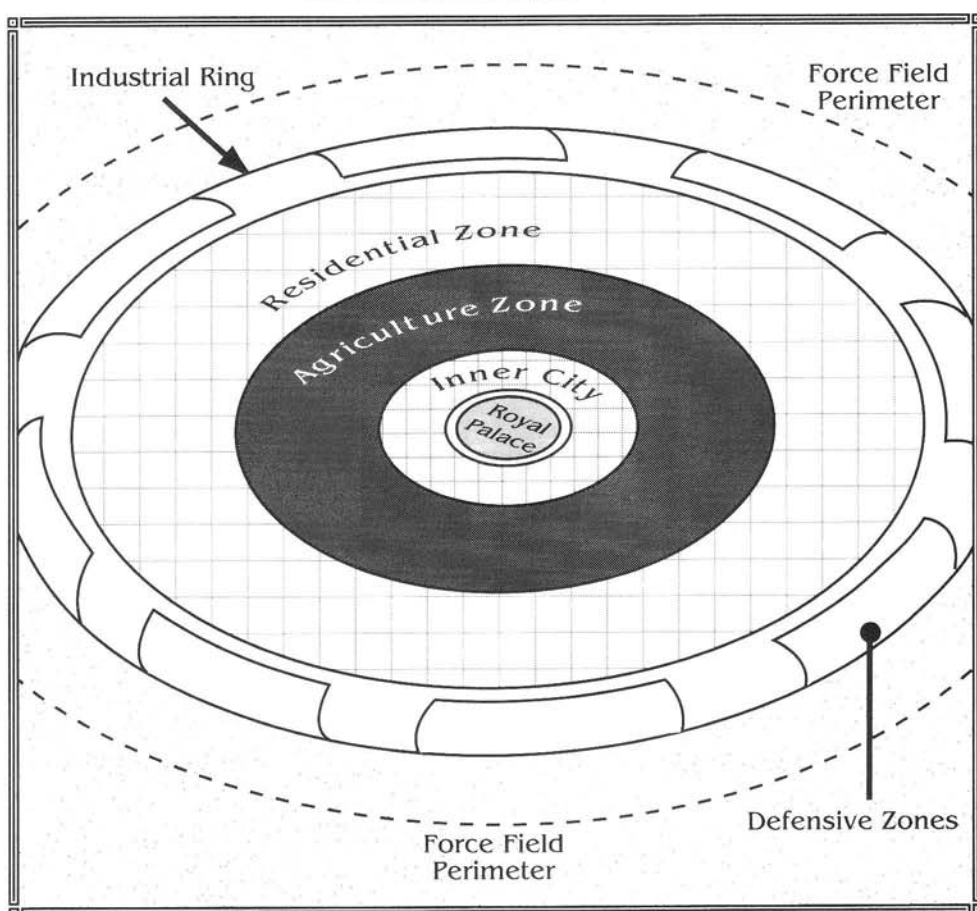 Industrial Ring
Force Field
Perimeter
Residential Zone
Agriculture Zone
Inner City
Royal
Palace
Defensive Zones
Force Field
Perimeter